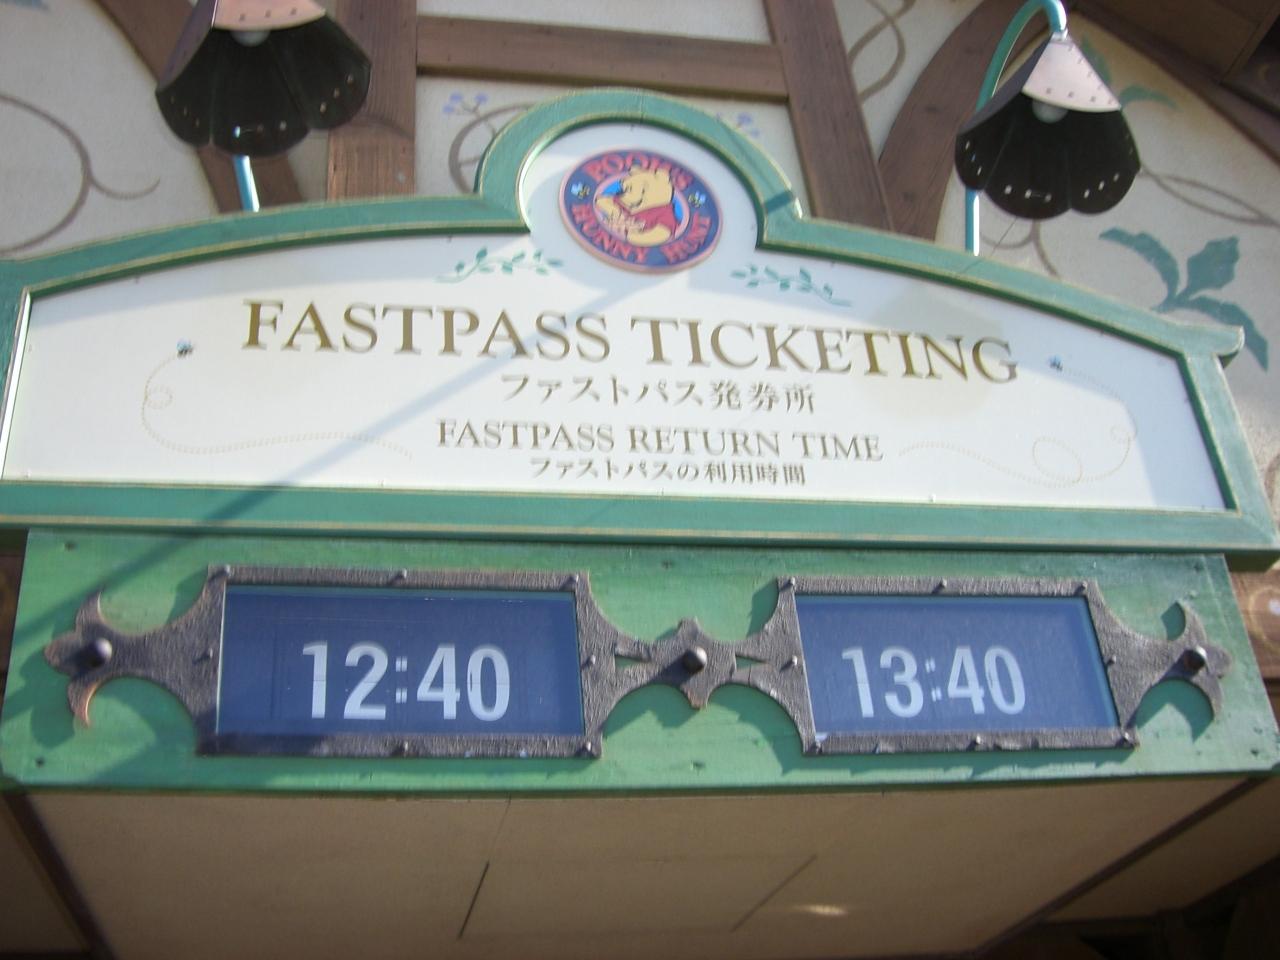 POOH'S
HUNNY HUNT
FASTPASS TICKETING
ファストパス発券所
FASTPASS RETURN TIME
ファストパスの利用時間
12:40 13:40